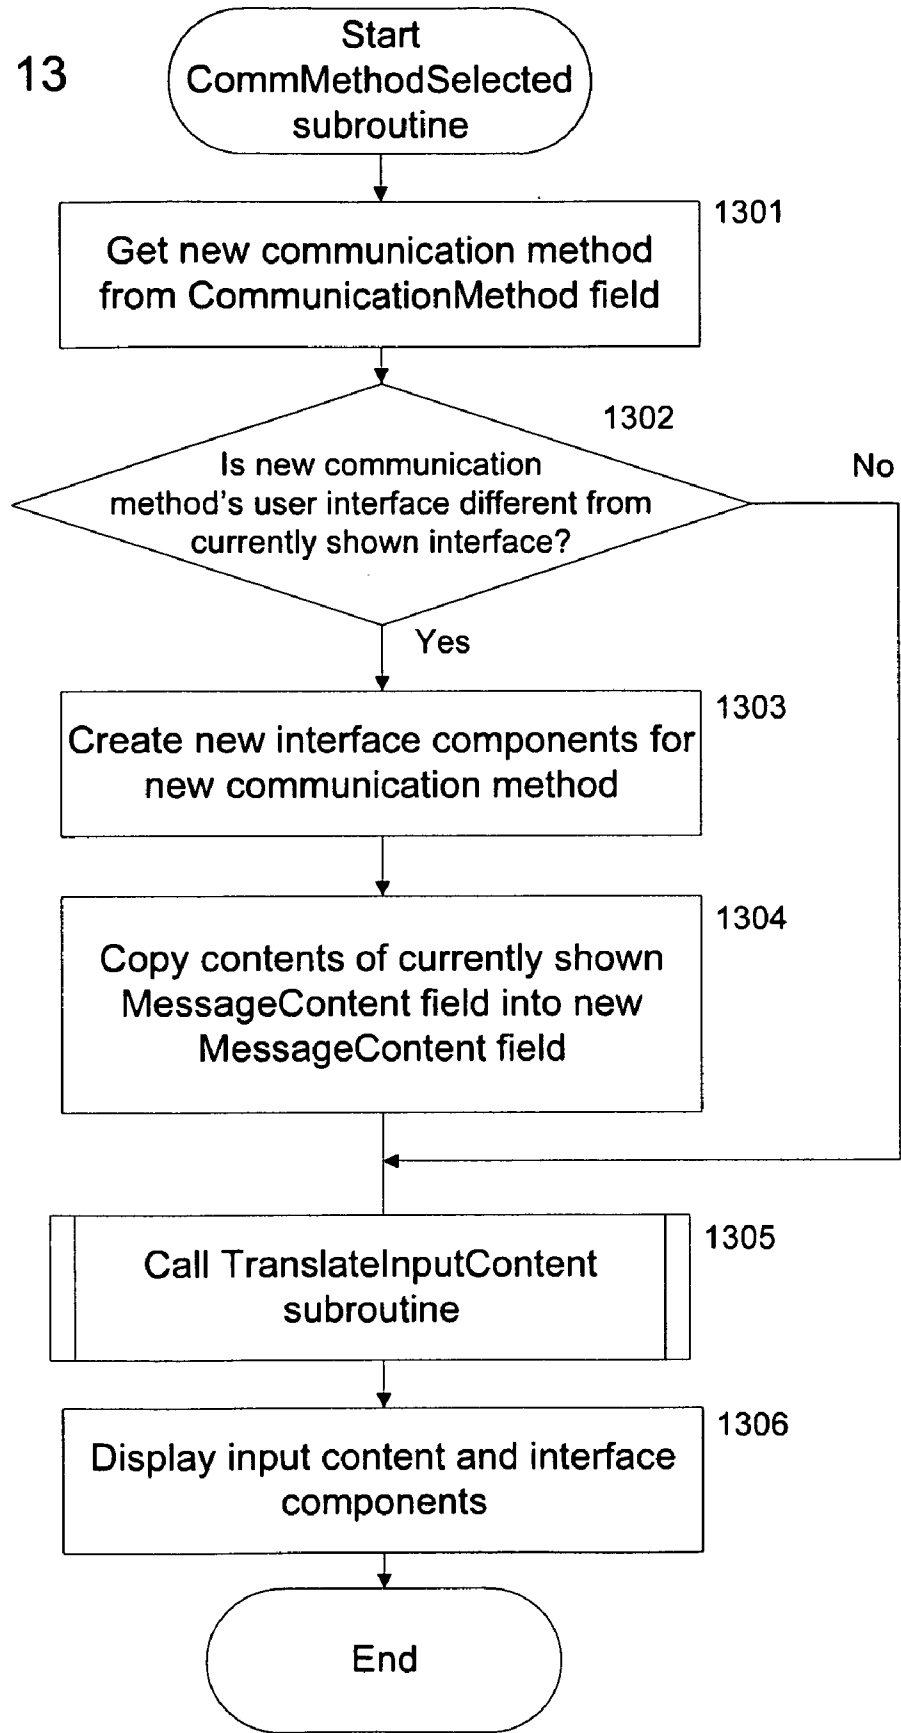 Start
13
CommMethodSelected
subroutine
1301
Get new communication method
from CommunicationMethod field
1302
Is new communication
No
method's user interface different from
currently shown interface?
Yes
1303
Create new interface components for
new communication method
1304
Copy contents of currently shown
MessageContent field into new
MessageContent field
1305
Call TranslateInputContent
subroutine
1306
Display input content and interface
components
End